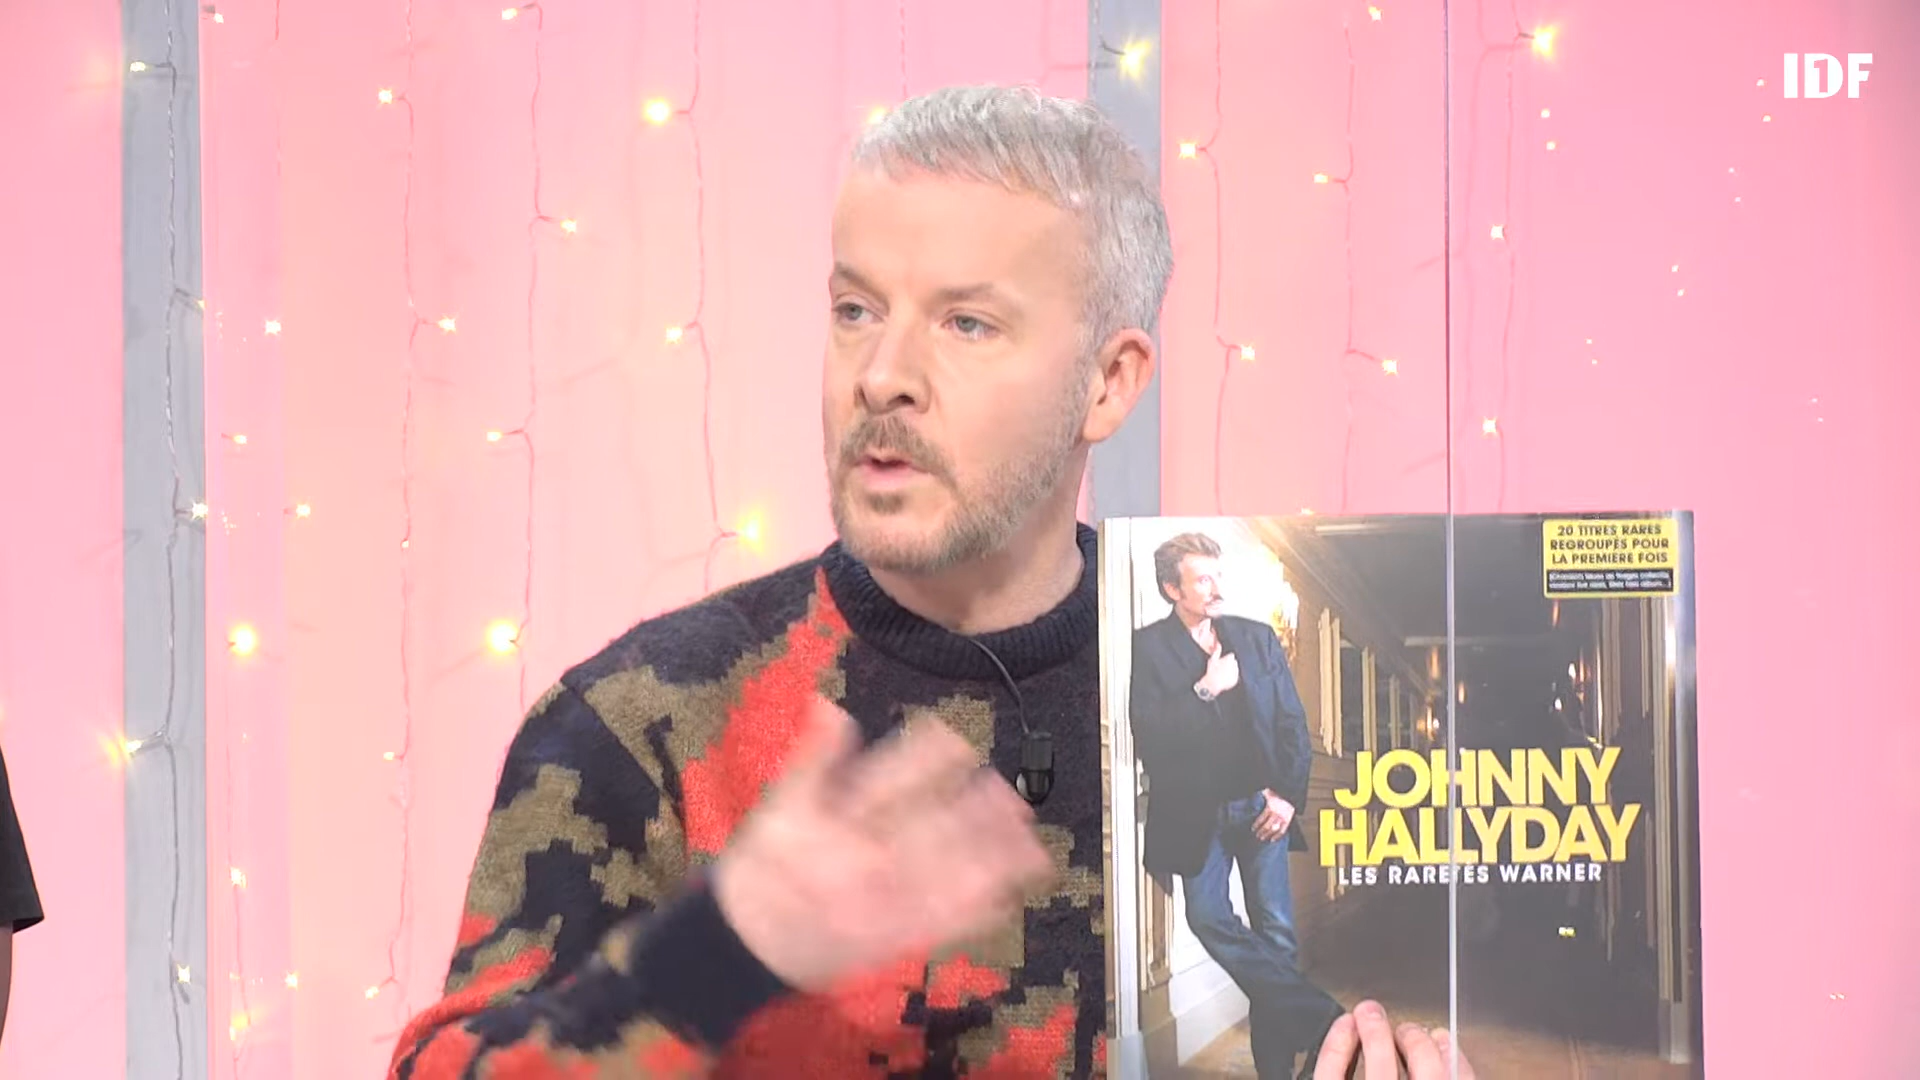 IDF
20 TITRES RARES
REGROUPÉS POUR
LA PREMIÈRE FOIS
JOHNNY
HALLYDAY
LES RARETÉS WARNER